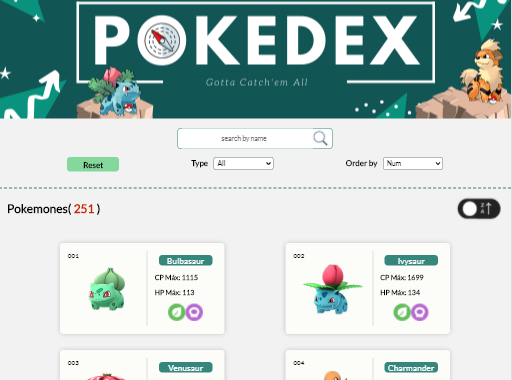 POKEDEX
Gotta Catch'em All
search by name
Reset
Type All
Order by Num
Pokemones( 251 )
Z
A
001
Bulbasaur
CP Máx: 1115
HP Máx: 113
002
Ivysaur
CP Máx: 1699
HP Máx: 134
003
Venusaur
004
Charmander